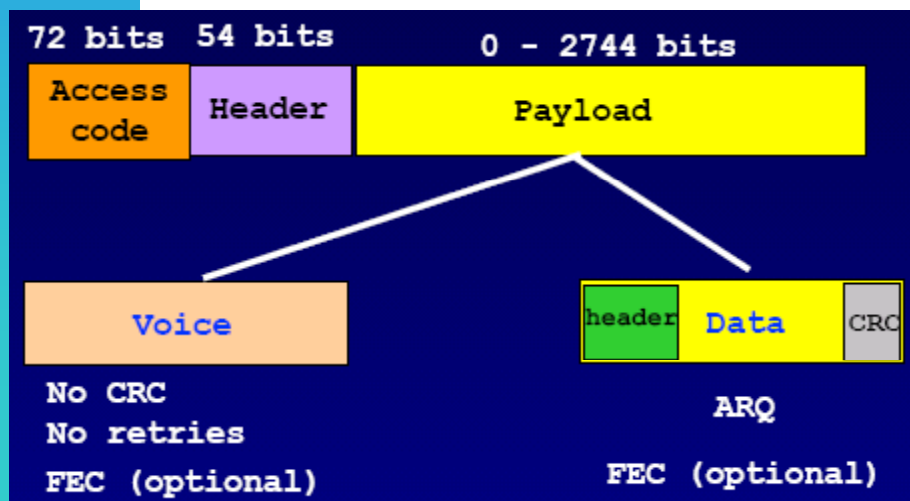 72 bits 54 bits 0 - 2744 bits
Access
code
Header
Payload
Voice
header Data CRC
No CRC
No retries
FEC (optional)
ARQ
FEC (optional)